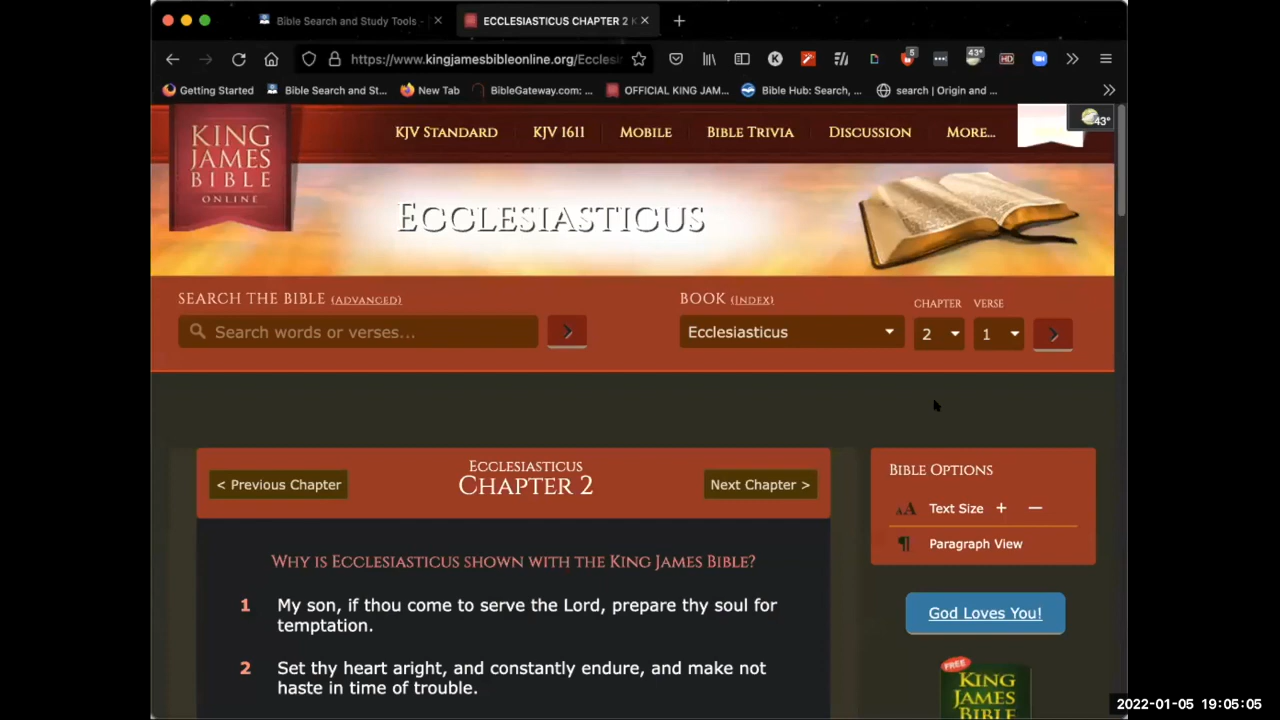 Bible Search and Study Tools -
ECCLESIASTICUS CHAPTER 2 K
https://www.kingjamesbibleonline.org/Eccles
5
43°
HD
Getting Started
Bible Search and St...
New Tab
BibleGateway.com: ...
OFFICIAL KING JAM...
Bible Hub: Search, ...
search | Origin and ...
KING
JAMES
BIBLE
ONLINE
KJV STANDARD
KJV 1611
MOBILE
BIBLE TRIVIA
DISCUSSION
MORE...
43°
ECCLESIASTICUS
SEARCH THE BIBLE (ADVANCED)
Search words or verses...
BOOK (INDEX)
CHAPTER
VERSE
Ecclesiasticus
2
1
< Previous Chapter
ECCLESIASTICUS
CHAPTER 2
Next Chapter >
BIBLE OPTIONS
AA Text Size + —
¶ Paragraph View
WHY IS ECCLESIASTICUS SHOWN WITH THE KING JAMES BIBLE?
1 My son, if thou come to serve the Lord, prepare thy soul for
temptation.
2 Set thy heart aright, and constantly endure, and make not
haste in time of trouble.
God Loves You!
FREE
KING
JAMES
BIBLE
2022-01-05 19:05:05